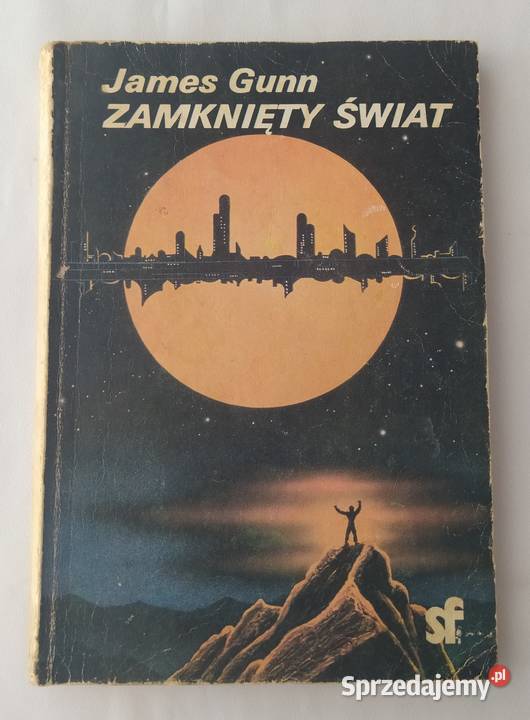 James Gunn
ZAMKNIĘTY ŚWIAT
sf
Sprzedajemy.pl